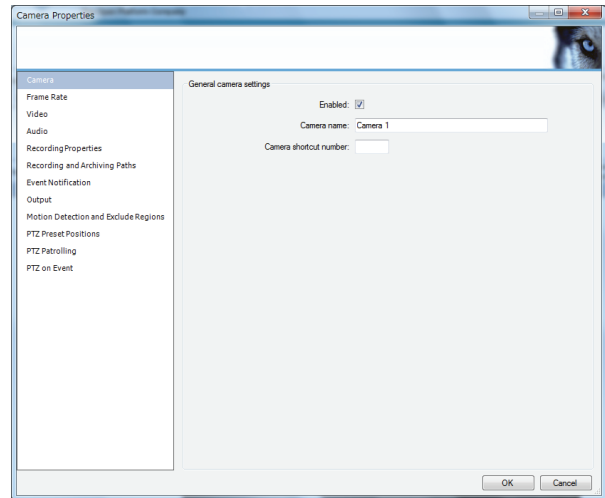 Camera Properties
Camera
General camera settings
Frame Rate
Enabled:
Video
Camera name: Camera 1
Audio
Camera shortcut number:
Recording Properties
Recording and Archiving Paths
Event Notification
Output
Motion Detection and Exclude Regions
PTZ Preset Positions
PTZ Patrolling
PTZ on Event
OK
Cancel